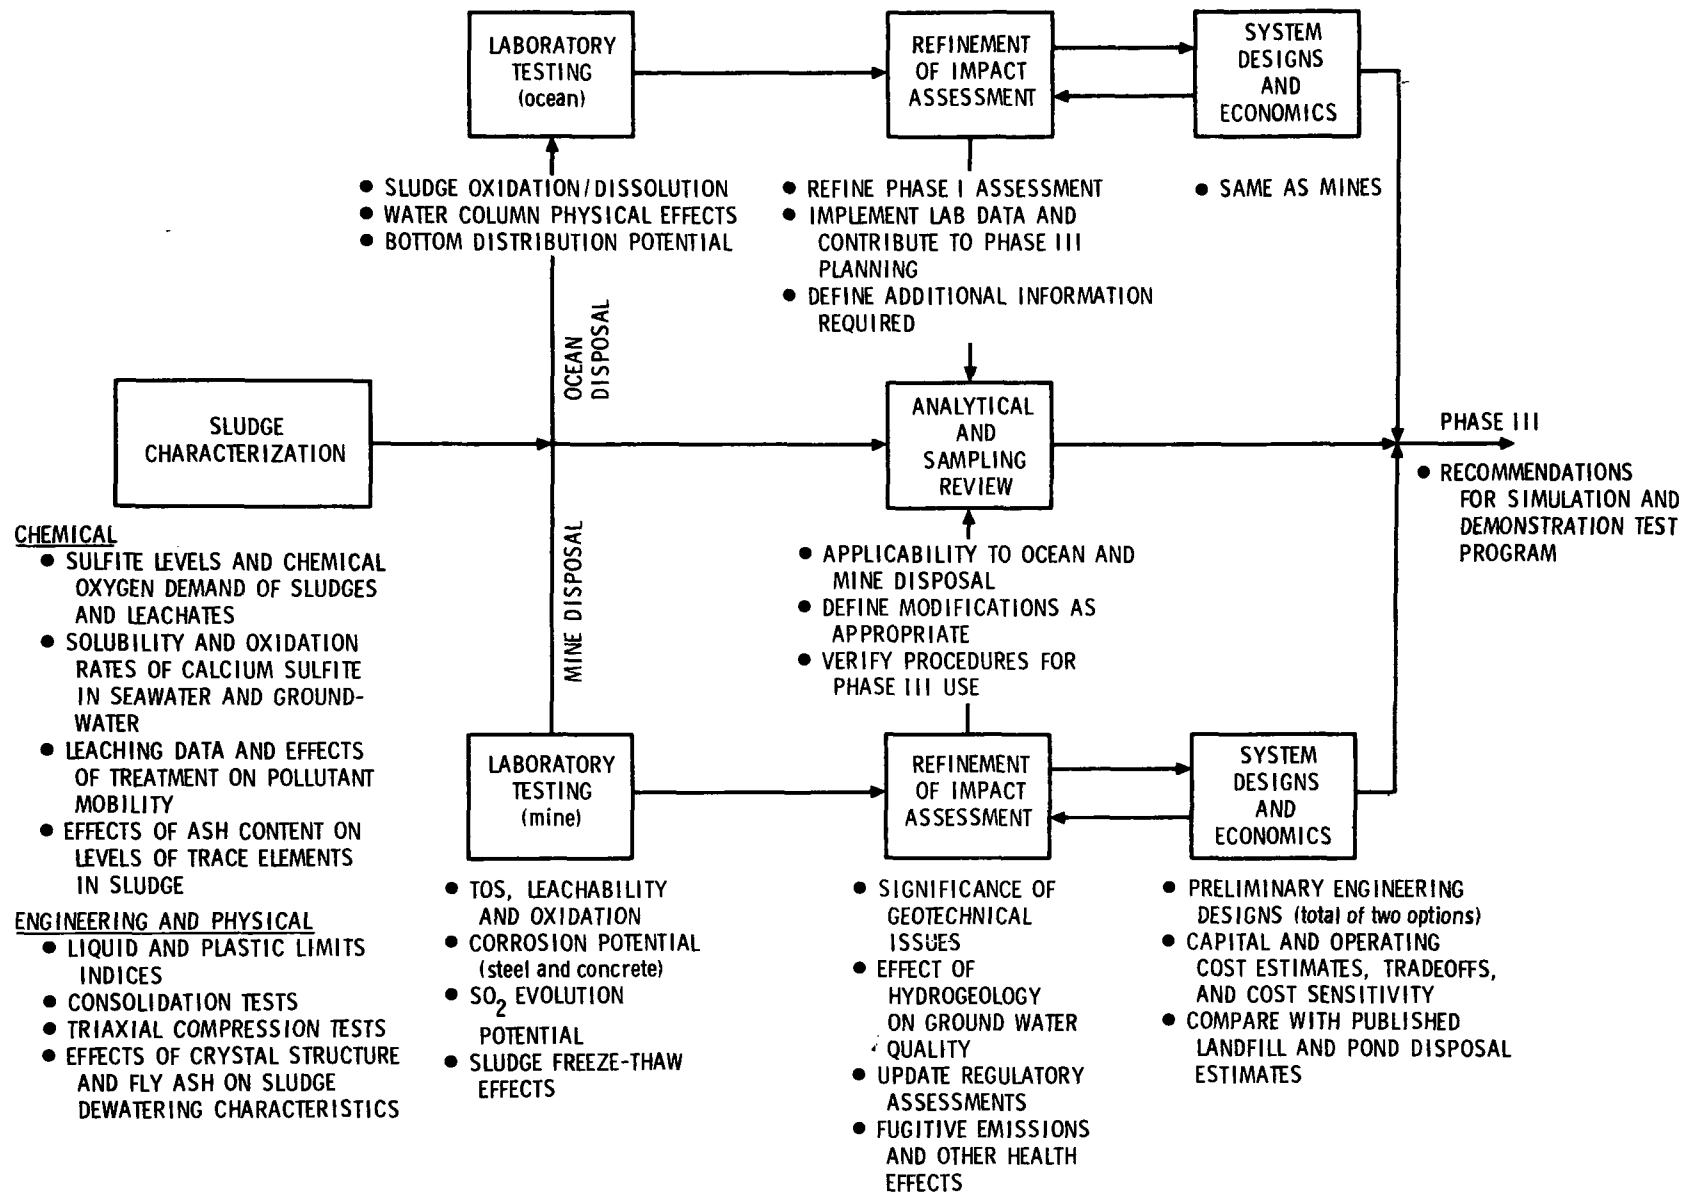 LABORATORY
TESTING
(ocean)
REFINEMENT
OF IMPACT
ASSESSMENT
SYSTEM
DESIGNS
AND
ECONOMICS
● SLUDGE OXIDATION/DISSOLUTION
● WATER COLUMN PHYSICAL EFFECTS
● BOTTOM DISTRIBUTION POTENTIAL
● REFINE PHASE I ASSESSMENT
● IMPLEMENT LAB DATA AND
CONTRIBUTE TO PHASE III
PLANNING
● DEFINE ADDITIONAL INFORMATION
REQUIRED
● SAME AS MINES
OCEAN
DISPOSAL
SLUDGE
CHARACTERIZATION
ANALYTICAL
AND
SAMPLING
REVIEW
PHASE III
● RECOMMENDATIONS
FOR SIMULATION AND
DEMONSTRATION TEST
PROGRAM
CHEMICAL
● SULFITE LEVELS AND CHEMICAL
OXYGEN DEMAND OF SLUDGES
AND LEACHATES
● SOLUBILITY AND OXIDATION
RATES OF CALCIUM SULFITE
IN SEAWATER AND GROUND-
WATER
● LEACHING DATA AND EFFECTS
OF TREATMENT ON POLLUTANT
MOBILITY
● EFFECTS OF ASH CONTENT ON
LEVELS OF TRACE ELEMENTS
IN SLUDGE
ENGINEERING AND PHYSICAL
● LIQUID AND PLASTIC LIMITS
INDICES
● CONSOLIDATION TESTS
● TRIAXIAL COMPRESSION TESTS
● EFFECTS OF CRYSTAL STRUCTURE
AND FLY ASH ON SLUDGE
DEWATERING CHARACTERISTICS
MINE DISPOSAL
● APPLICABILITY TO OCEAN AND
MINE DISPOSAL
● DEFINE MODIFICATIONS AS
APPROPRIATE
● VERIFY PROCEDURES FOR
PHASE III USE
LABORATORY
TESTING
(mine)
REFINEMENT
OF IMPACT
ASSESSMENT
SYSTEM
DESIGNS
AND
ECONOMICS
● TOS, LEACHABILITY
AND OXIDATION
● CORROSION POTENTIAL
(steel and concrete)
● SO2 EVOLUTION
POTENTIAL
● SLUDGE FREEZE-THAW
EFFECTS
● SIGNIFICANCE OF
GEOTECHNICAL
ISSUES
● EFFECT OF
HYDROGEOLOGY
ON GROUND WATER
QUALITY
● UPDATE REGULATORY
ASSESSMENTS
● FUGITIVE EMISSIONS
AND OTHER HEALTH
EFFECTS
● PRELIMINARY ENGINEERING
DESIGNS (total of two options)
● CAPITAL AND OPERATING
COST ESTIMATES, TRADEOFFS,
AND COST SENSITIVITY
● COMPARE WITH PUBLISHED
LANDFILL AND POND DISPOSAL
ESTIMATES